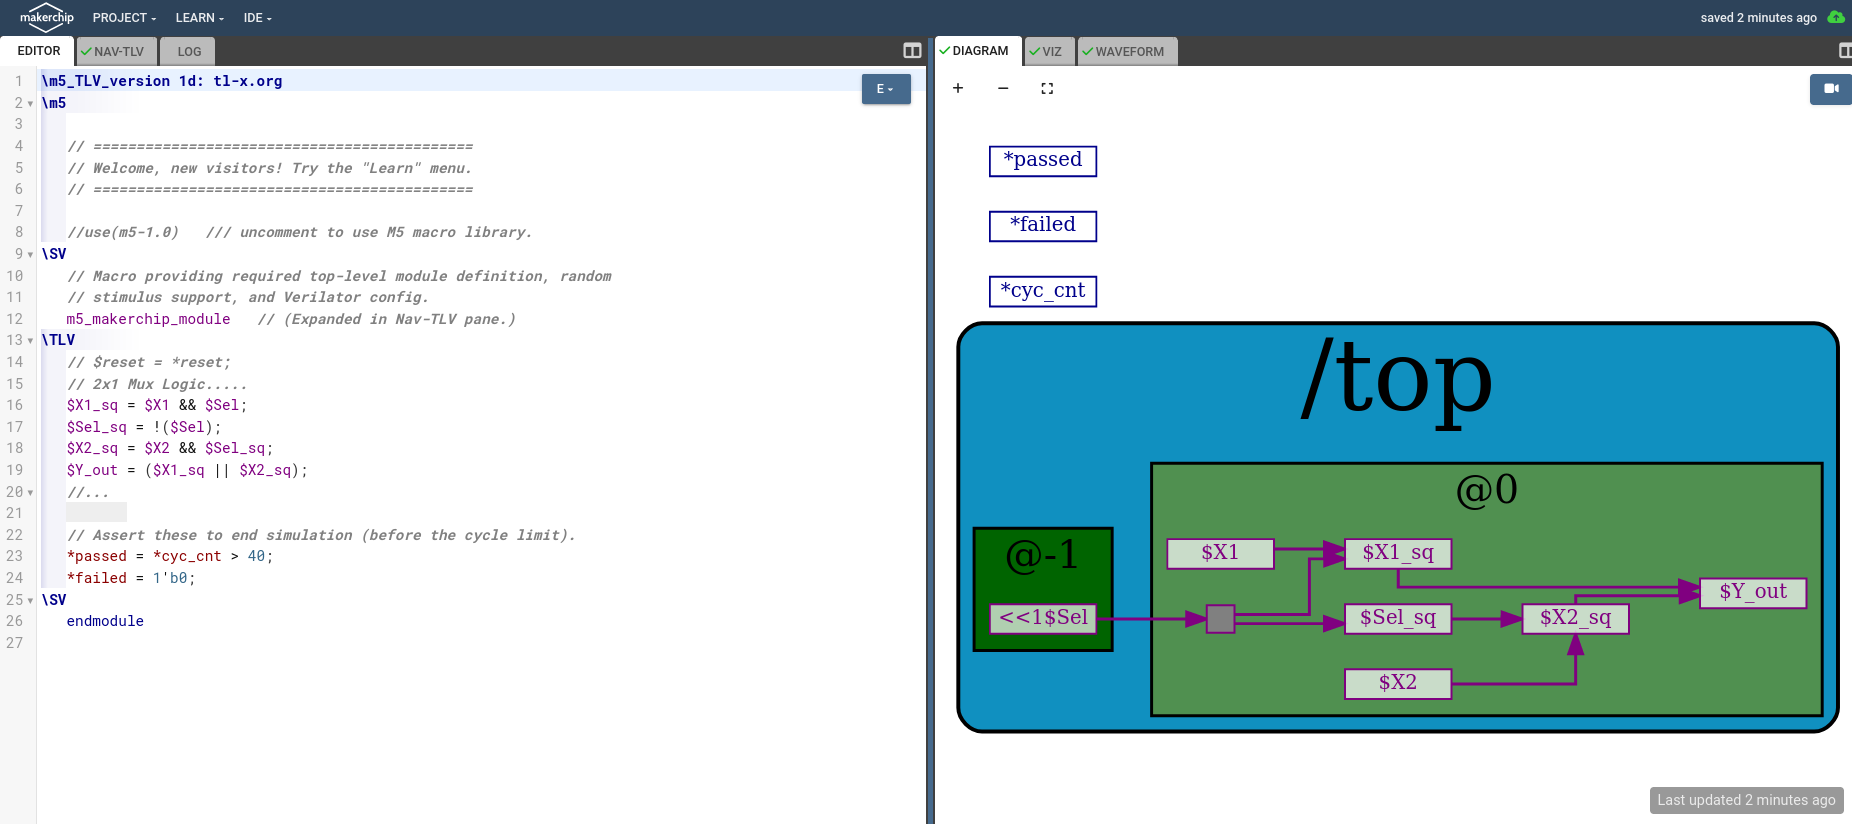 makerchip
PROJECT LEARN IDE
saved 2 minutes ago
EDITOR NAV-TLV LOG
1 \m5_TLV_version 1d: tl-x.org
2 \m5
3
4 // ============================================
5 // Welcome, new visitors! Try the "Learn" menu.
6 // ============================================
7
8 //use(m5-1.0)   /// uncomment to use M5 macro library.
9 \SV
10 // Macro providing required top-level module definition, random
11 // stimulus support, and Verilator config.
12 m5_makerchip_module   // (Expanded in Nav-TLV pane.)
13 \TLV
14 // $reset = *reset;
15 // 2x1 Mux Logic.....
16 $X1_sq = $X1 && $Sel;
17 $Sel_sq = !($Sel);
18 $X2_sq = $X2 && $Sel_sq;
19 $Y_out = ($X1_sq || $X2_sq);
20 //...
21
22 // Assert these to end simulation (before the cycle limit).
23 *passed = *cyc_cnt > 40;
24 *failed = 1'b0;
25 \SV
26 endmodule
27
E
DIAGRAM VIZ WAVEFORM
*passed
*failed
*cyc_cnt
/top
@0
@-1
$X1 $X1_sq
$Y_out
<<1$Sel $Sel_sq $X2_sq
$X2
Last updated 2 minutes ago